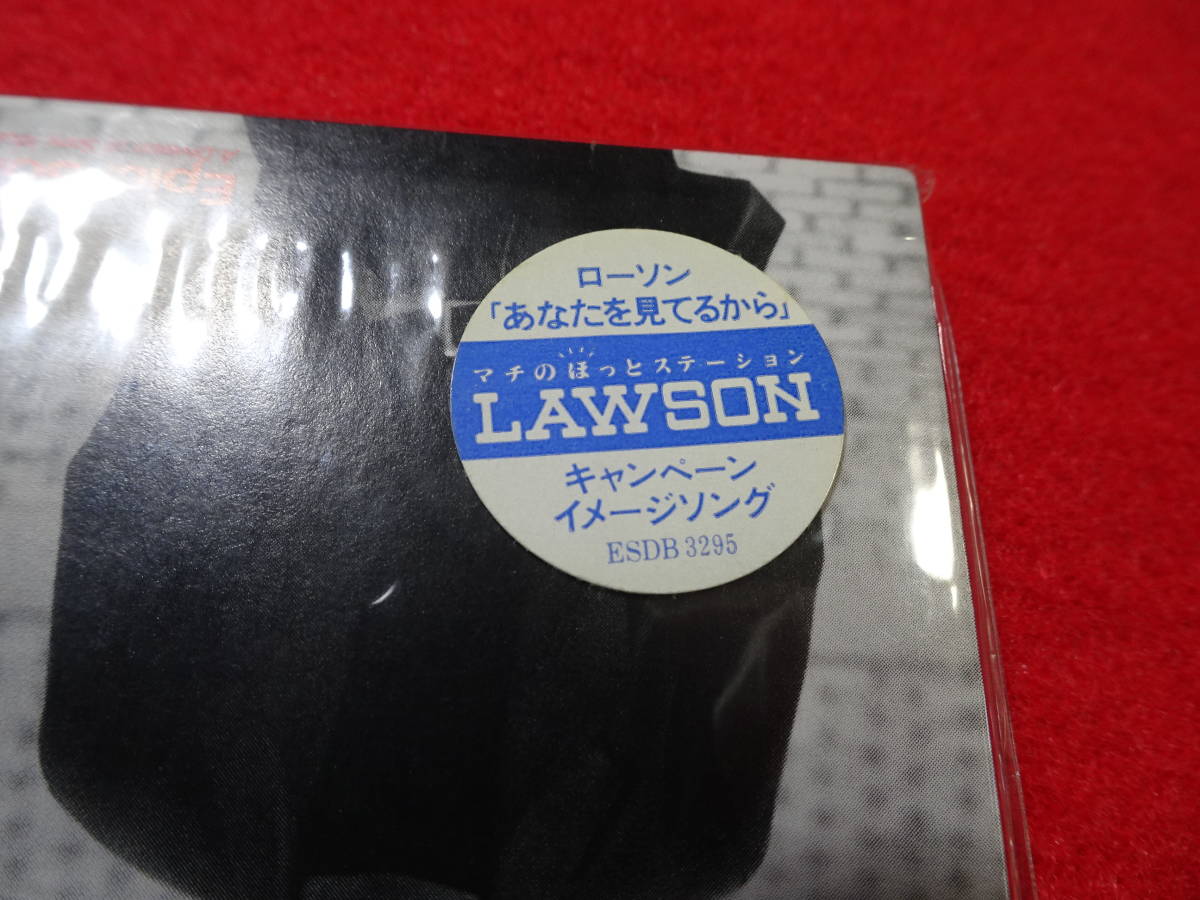 ローソン
「あなたを見てるから」
マチのほっとステーション
LAWSON
キャンペーン
イメージソング
ESDB 3295
Epic